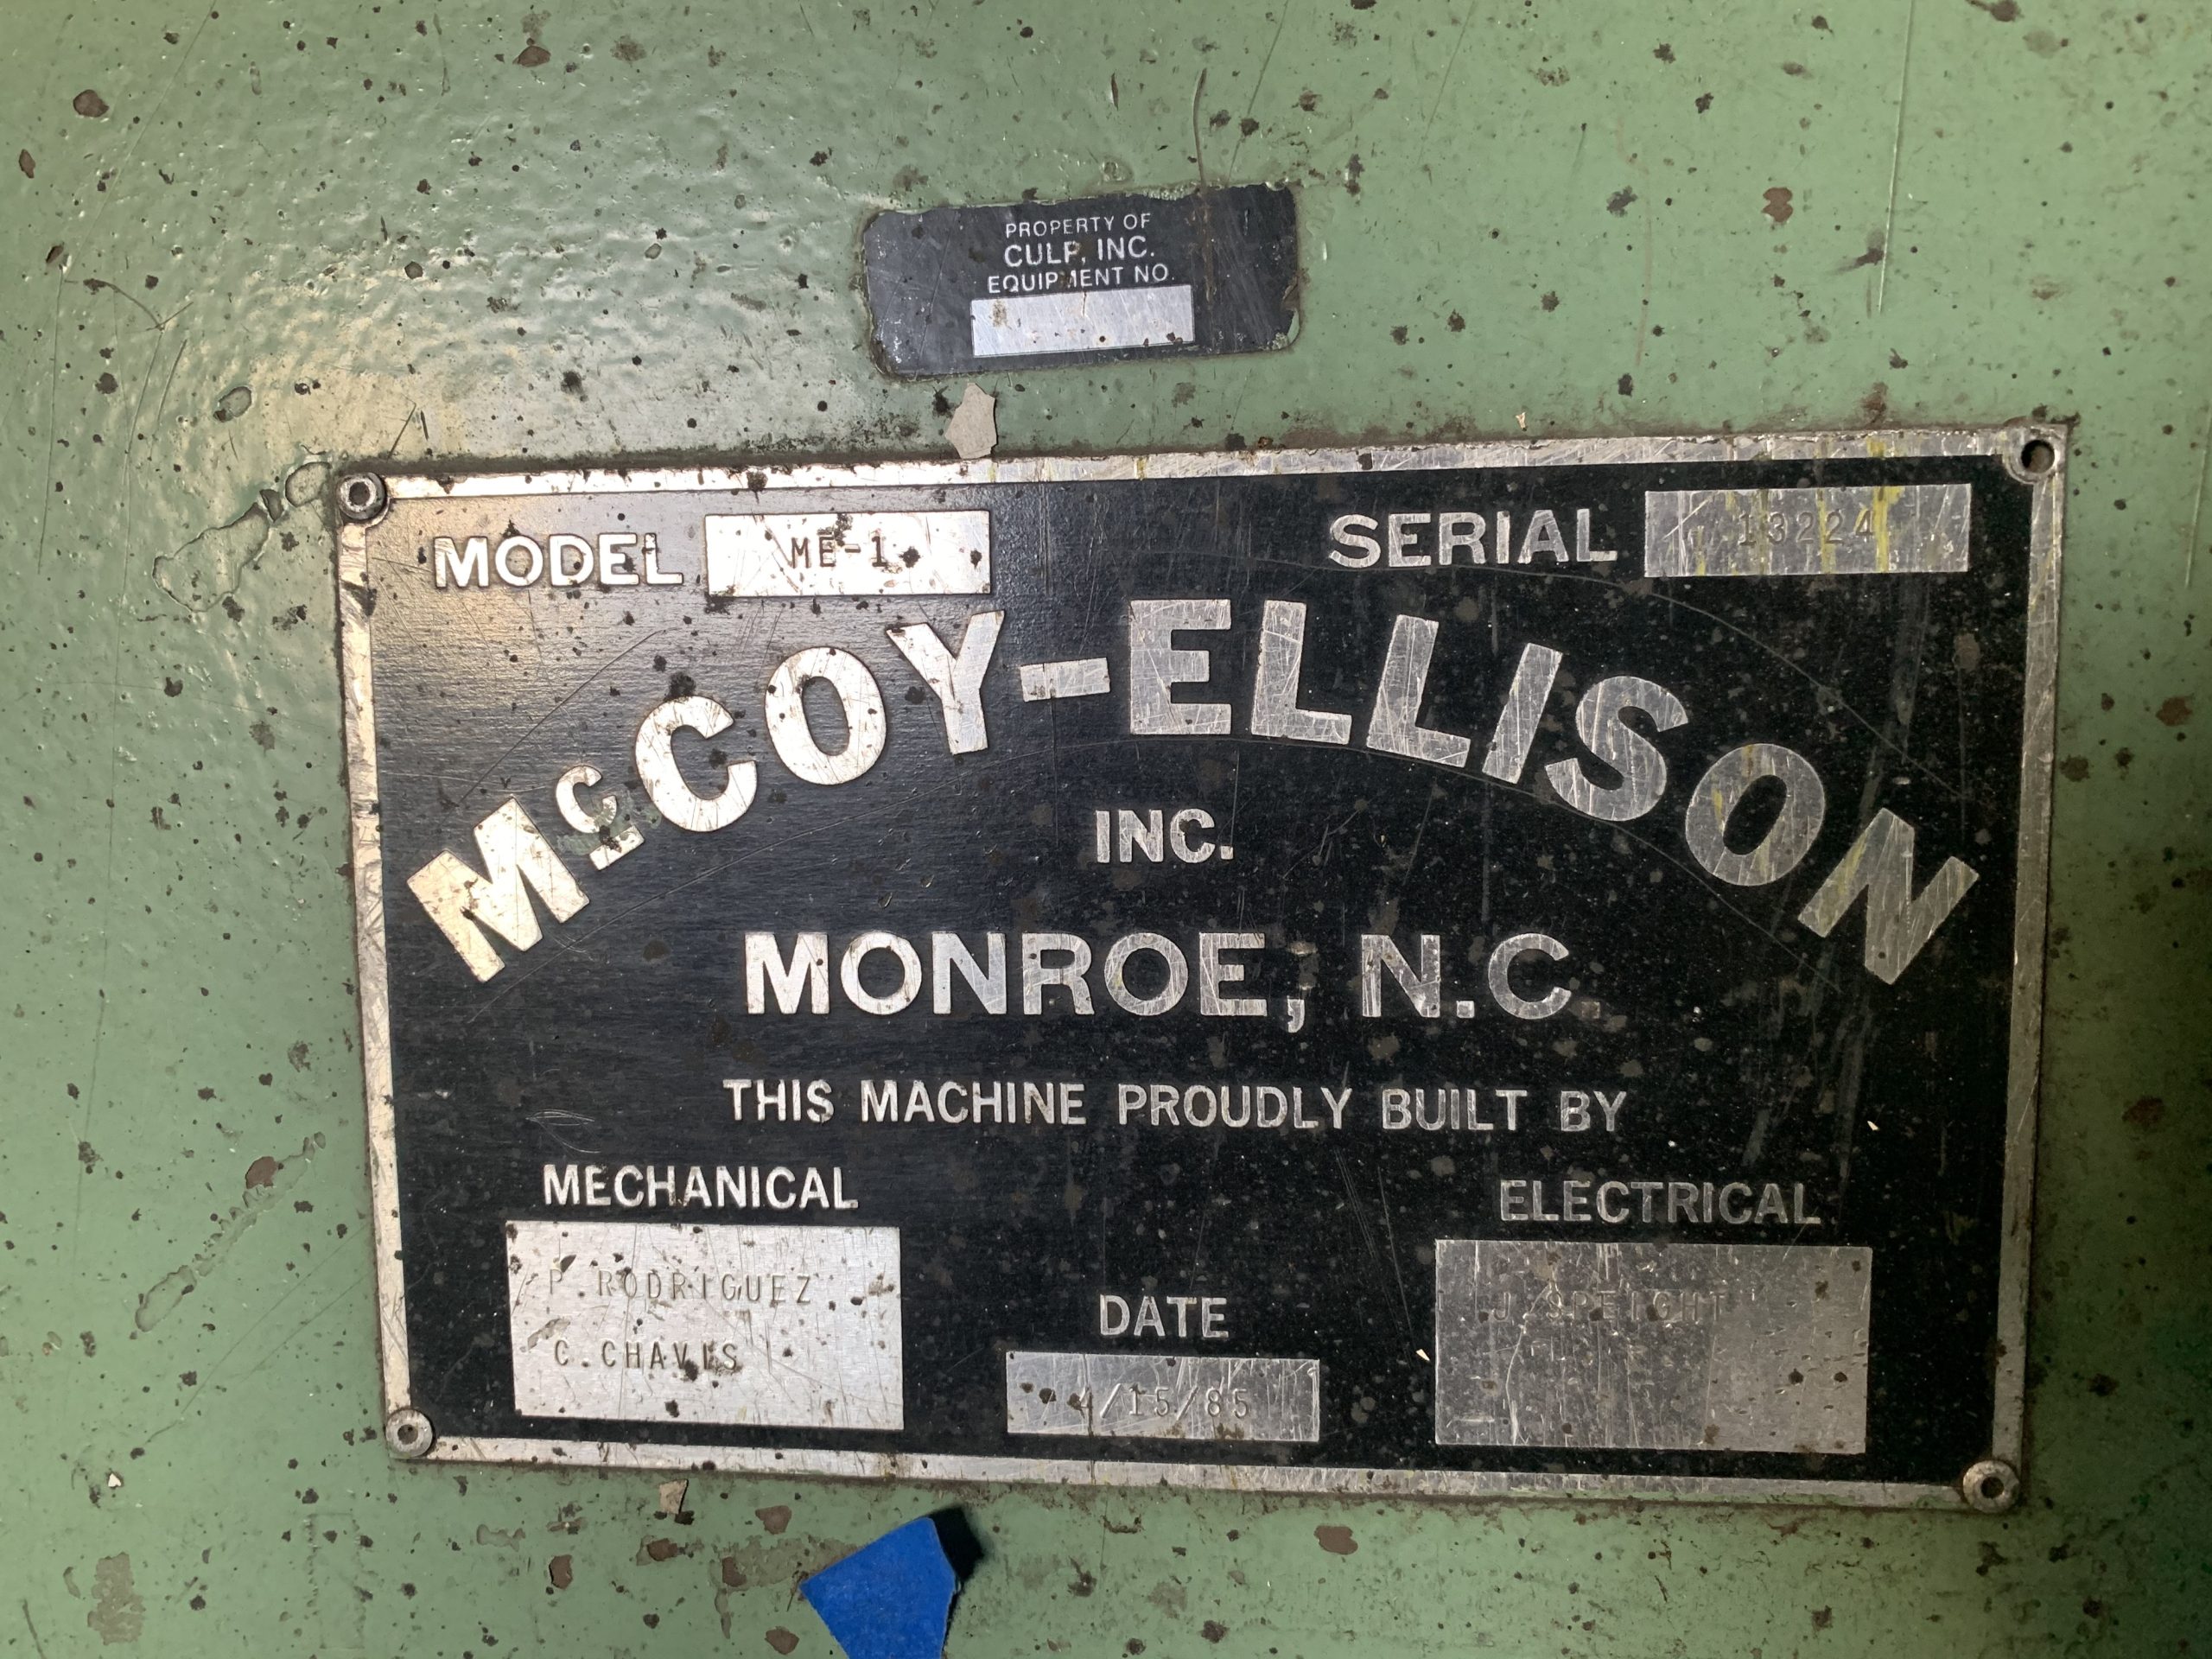 PROPERTY OF
CULP, INC.
EQUIPMENT NO.
MODEL ME-1 SERIAL 13224
McCOY-ELLISON
INC.
MONROE, N.C.
THIS MACHINE PROUDLY BUILT BY
MECHANICAL
P. RODRIGUEZ
C. CHAVIS
ELECTRICAL
J. SPEIGHT
DATE
4/15/85